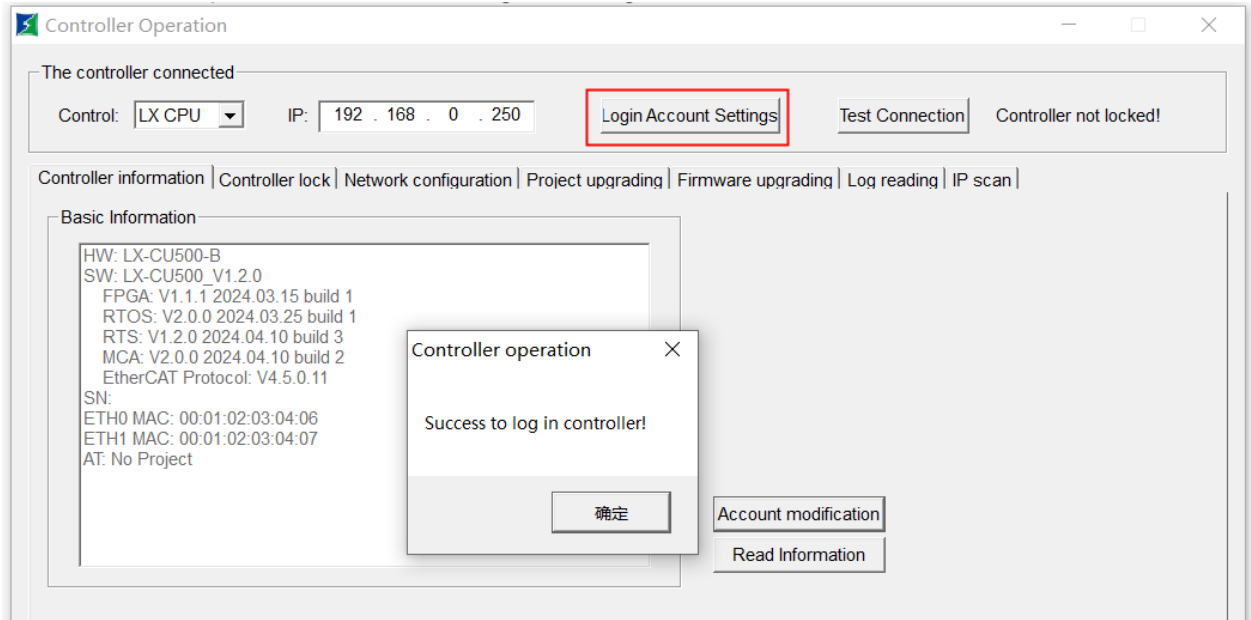 Controller Operation
The controller connected
Control: LX CPU IP: 192 . 168 . 0 . 250 Login Account Settings Test Connection Controller not locked!
Controller information Controller lock Network configuration Project upgrading Firmware upgrading Log reading IP scan
Basic Information
HW: LX-CU500-B
SW: LX-CU500_V1.2.0
FPGA: V1.1.1 2024.03.15 build 1
RTOS: V2.0.0 2024.03.25 build 1
RTS: V1.2.0 2024.04.10 build 3
MCA: V2.0.0 2024.04.10 build 2
EtherCAT Protocol: V4.5.0.11
SN:
ETH0 MAC: 00:01:02:03:04:06
ETH1 MAC: 00:01:02:03:04:07
AT: No Project
Controller operation
Success to log in controller!
确定
Account modification
Read Information